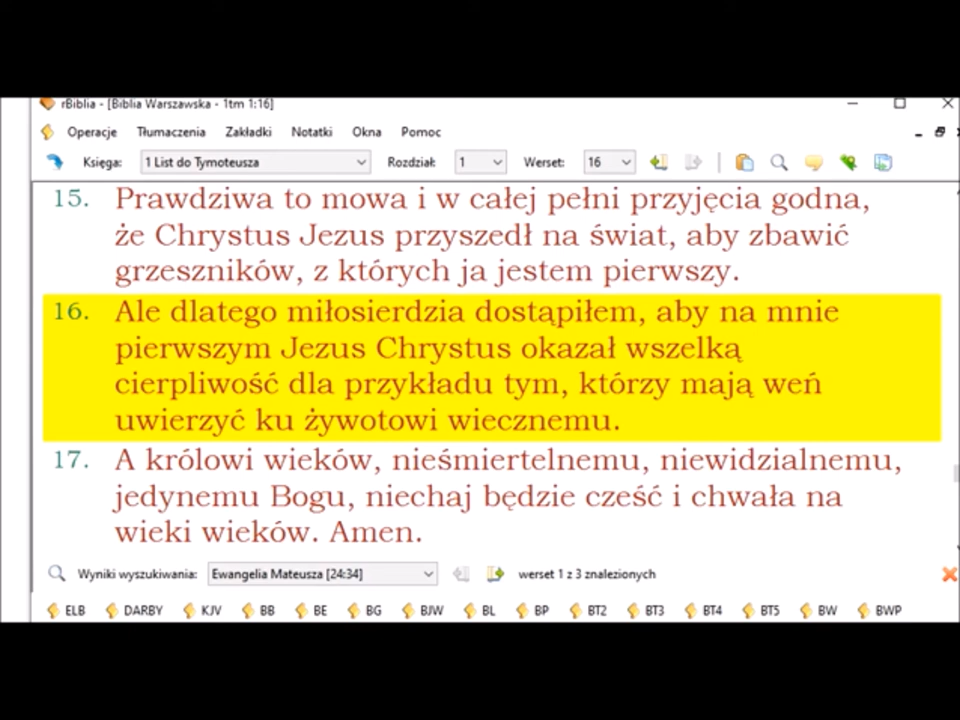 rBiblia - [Biblia Warszawska - 1tm 1:16]
Operacje Tłumaczenia Zakładki Notatki Okna Pomoc
Księga: 1 List do Tymoteusza Rozdział: 1 Werset: 16
15. Prawdziwa to mowa i w całej pełni przyjęcia godna,
że Chrystus Jezus przyszedł na świat, aby zbawić
grzeszników, z których ja jestem pierwszy.
16. Ale dlatego miłosierdzia dostąpiłem, aby na mnie
pierwszym Jezus Chrystus okazał wszelką
cierpliwość dla przykładu tym, którzy mają weń
uwierzyć ku żywotowi wiecznemu.
17. A królowi wieków, nieśmiertelnemu, niewidzialnemu,
jedynemu Bogu, niechaj będzie cześć i chwała na
wieki wieków. Amen.
Wyniki wyszukiwania: Ewangelia Mateusza [24:34] werset 1 z 3 znalezionych
ELB DARBY KJV BB BE BG BJW BL BP BT2 BT3 BT4 BT5 BW BWP